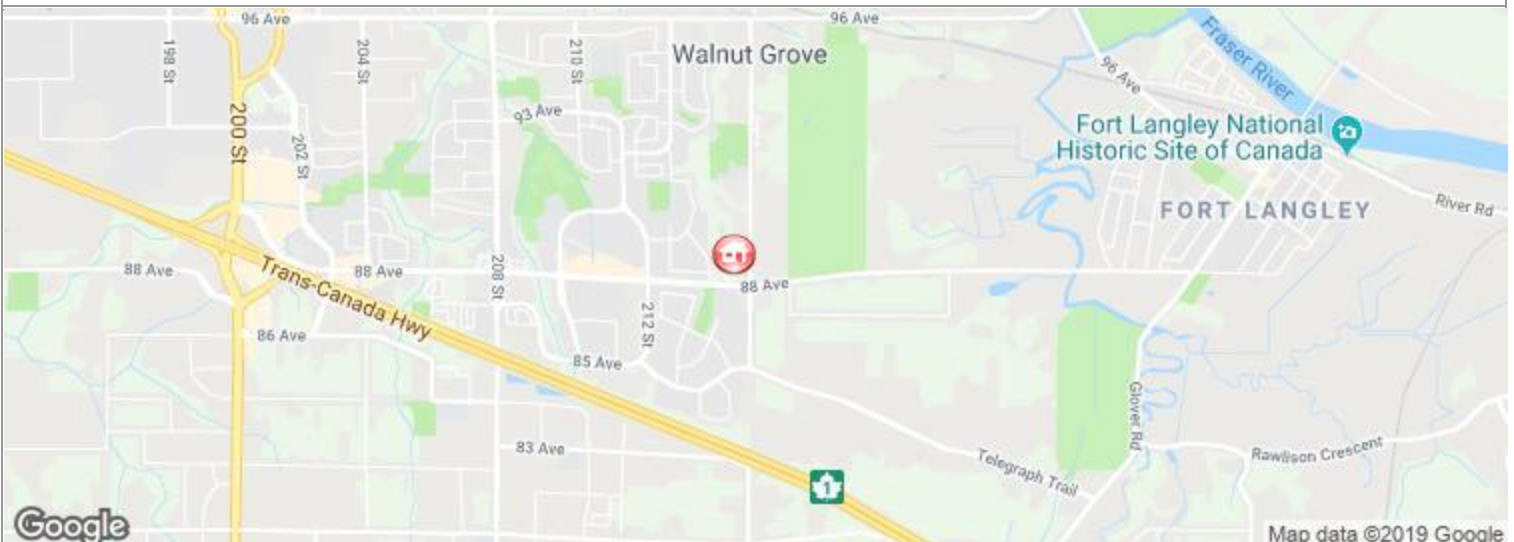 96 Ave
96 Ave
198 St
204 St
210 St
Walnut Grove
96 Ave
Fraser River
200 St
202 St
93 Ave
Fort Langley National
Historic Site of Canada
River Rd
FORT LANGLEY
88 Ave
Trans-Canada Hwy
88 Ave
208 St
88 Ave
212 St
86 Ave
85 Ave
Glover Rd
83 Ave
Telegraph Trail
Rawlison Crescent
1
Google
Map data ©2019 Google